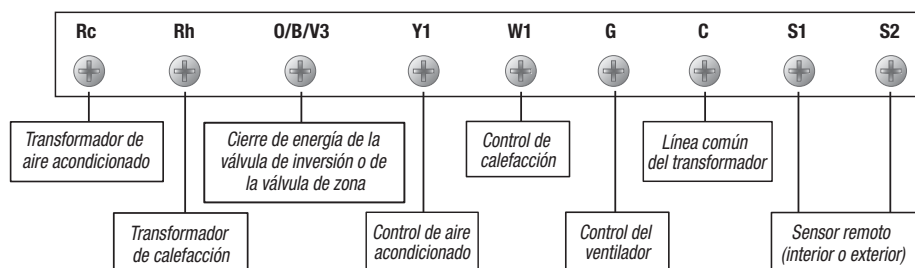 Rc Rh O/B/V3 Y1 W1 G C S1 S2
Transformador de
aire acondicionado
Cierre de energía de la
válvula de inversión o de
la válvula de zona
Control de
calefacción
Línea común
del transformador
Transformador
de calefacción
Control de aire
acondicionado
Control del
ventilador
Sensor remoto
(interior o exterior)